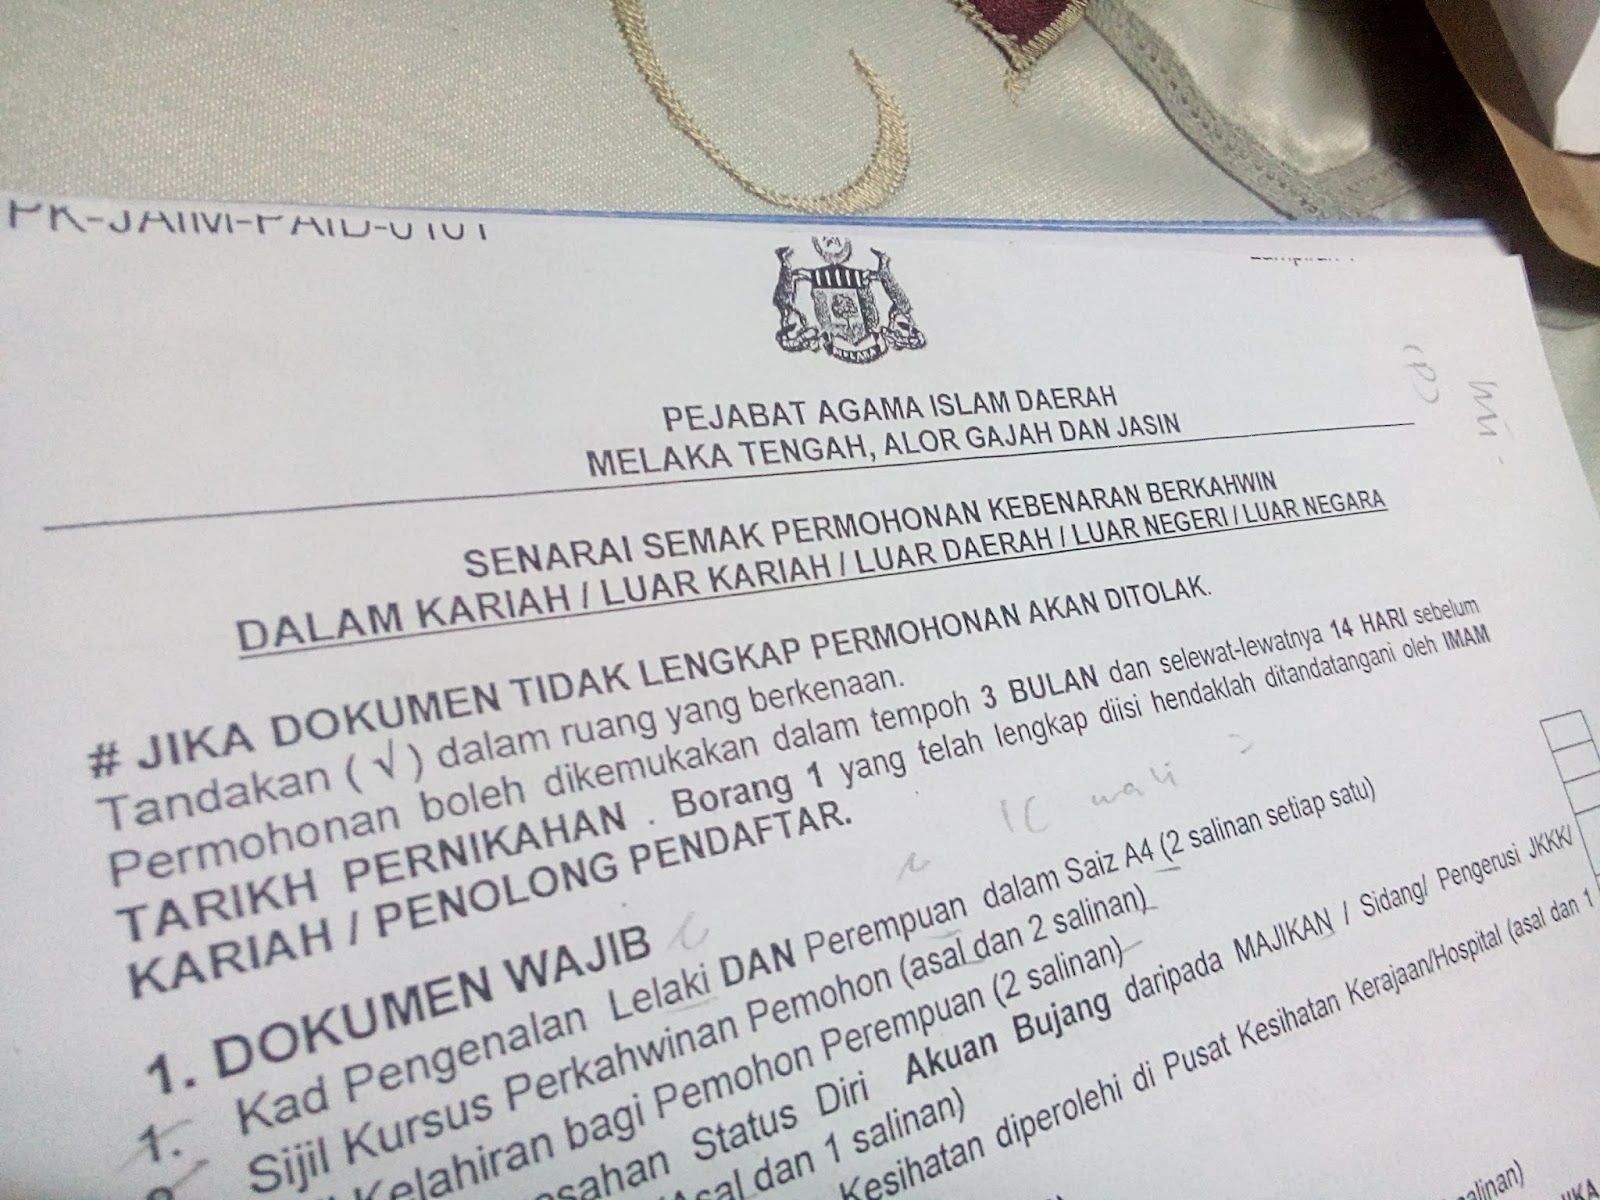 PK-JAIM-PAID-0101
MELAKA
PEJABAT AGAMA ISLAM DAERAH
MELAKA TENGAH, ALOR GAJAH DAN JASIN
SENARAI SEMAK PERMOHONAN KEBENARAN BERKAHWIN
DALAM KARIAH / LUAR KARIAH / LUAR DAERAH / LUAR NEGERI / LUAR NEGARA
# JIKA DOKUMEN TIDAK LENGKAP PERMOHONAN AKAN DITOLAK.
Tandakan ( √ ) dalam ruang yang berkenaan.
Permohonan boleh dikemukakan dalam tempoh 3 BULAN dan selewat-lewatnya 14 HARI sebelum
TARIKH PERNIKAHAN . Borang 1 yang telah lengkap diisi hendaklah ditandatangani oleh IMAM
KARIAH / PENOLONG PENDAFTAR.
IC wali
1. DOKUMEN WAJIB
1. Kad Pengenalan Lelaki DAN Perempuan dalam Saiz A4 (2 salinan setiap satu)
Sijil Kursus Perkahwinan Pemohon (asal dan 2 salinan)
Kelahiran bagi Pemohon Perempuan (2 salinan)
Status Diri Akuan Bujang daripada MAJIKAN / Sidang/ Pengerusi JKKK/
dan 1 salinan)
Kesihatan diperolehi di Pusat Kesihatan Kerajaan/Hospital (asal dan 1